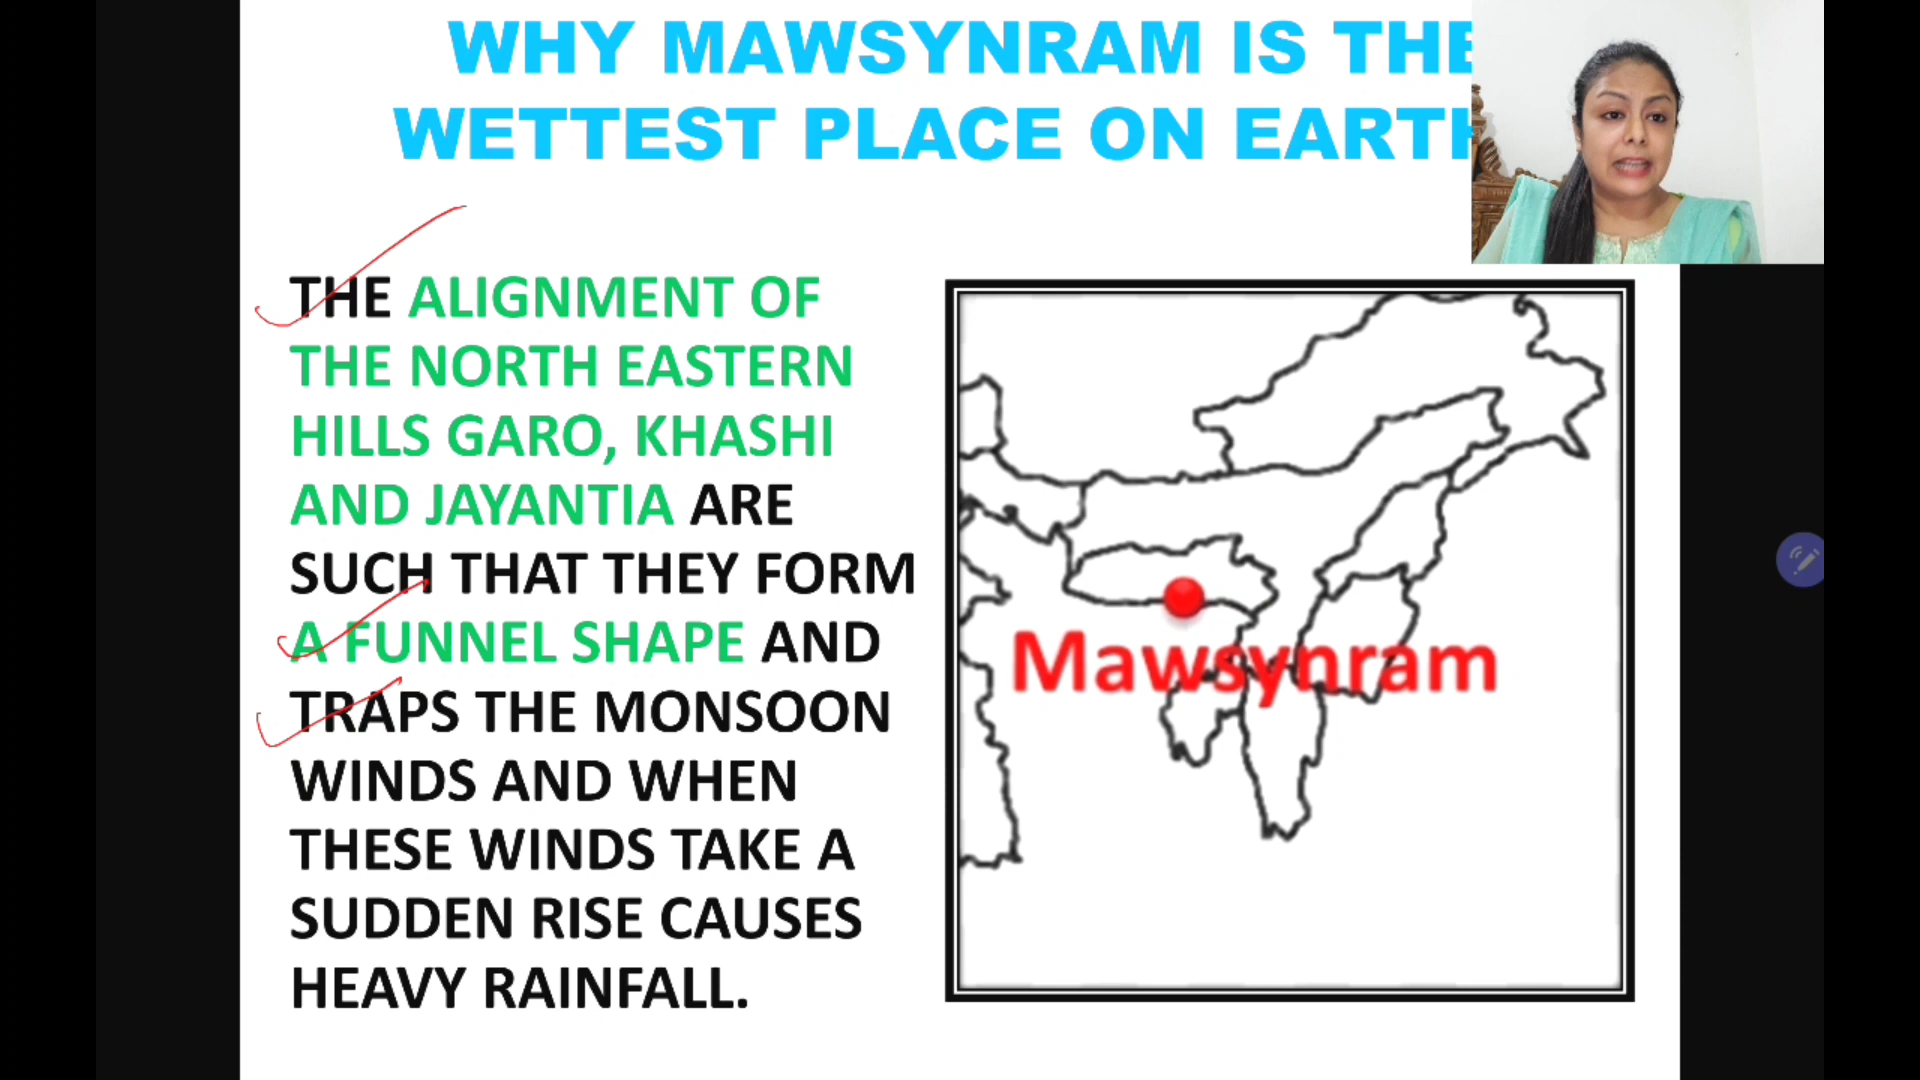 WHY MAWSYNRAM IS THE
WETTEST PLACE ON EARTH
THE ALIGNMENT OF
THE NORTH EASTERN
HILLS GARO, KHASHI
AND JAYANTIA ARE
SUCH THAT THEY FORM
A FUNNEL SHAPE AND
TRAPS THE MONSOON
WINDS AND WHEN
THESE WINDS TAKE A
SUDDEN RISE CAUSES
HEAVY RAINFALL.
Mawsynram